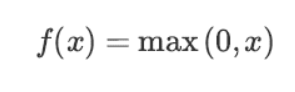 f(x) = max (0, x)